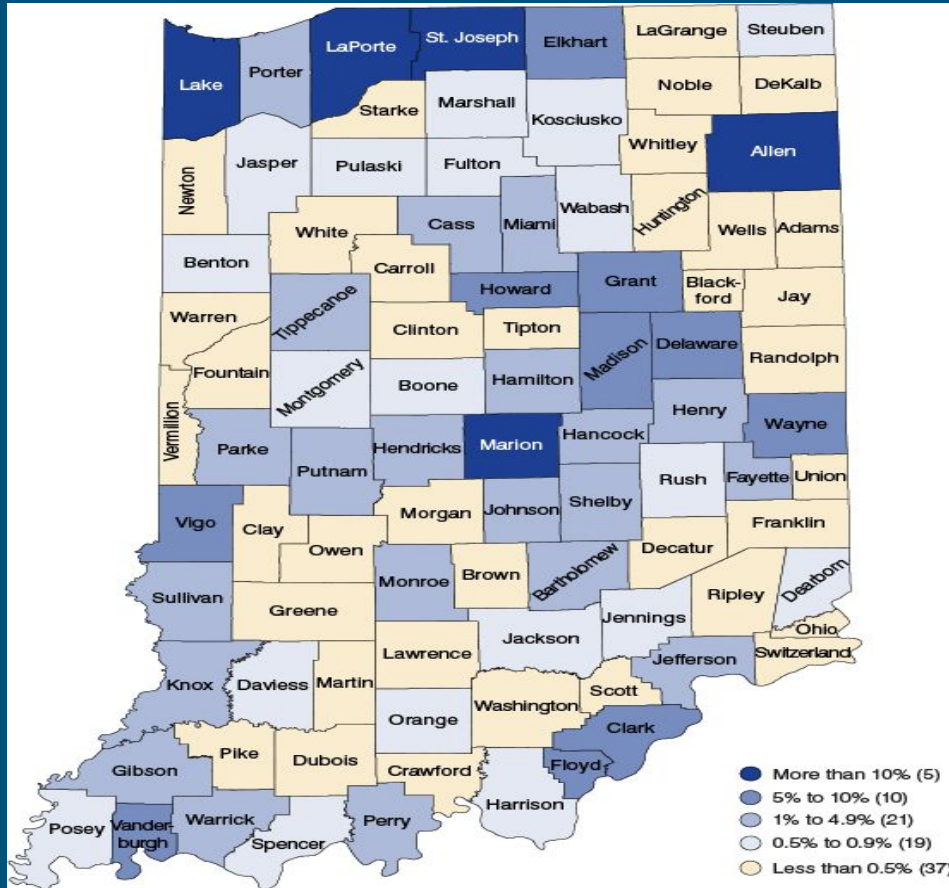 LaGrange
Steuben
St. Joseph
Elkhart
LaPorte
Porter
Lake
Noble
DeKalb
Starke
Marshall
Kosciusko
Whitley
Allen
Jasper
Pulaski
Fulton
Newton
Wabash
Huntington
Miami
Cass
White
Wells
Adams
Benton
Carroll
Howard
Grant
Black-
ford
Jay
Warren
Tippecanoe
Clinton
Tipton
Madison
Delaware
Randolph
Fountain
Montgomery
Boone
Hamilton
Henry
Vermillion
Parke
Putnam
Hendricks
Marion
Hancock
Wayne
Rush
Fayette
Union
Shelby
Johnson
Morgan
Vigo
Clay
Owen
Franklin
Decatur
Bartholomew
Brown
Monroe
Sullivan
Greene
Ripley
Dearborn
Jennings
Jackson
Ohio
Switzerland
Jefferson
Lawrence
Knox
Daviess
Martin
Scott
Washington
Orange
Clark
Floyd
Pike
Dubois
Crawford
Gibson
Harrison
Posey
Vander-
burgh
Warrick
Spencer
Perry
More than 10% (5)
5% to 10% (10)
1% to 4.9% (21)
0.5% to 0.9% (19)
Less than 0.5% (37)